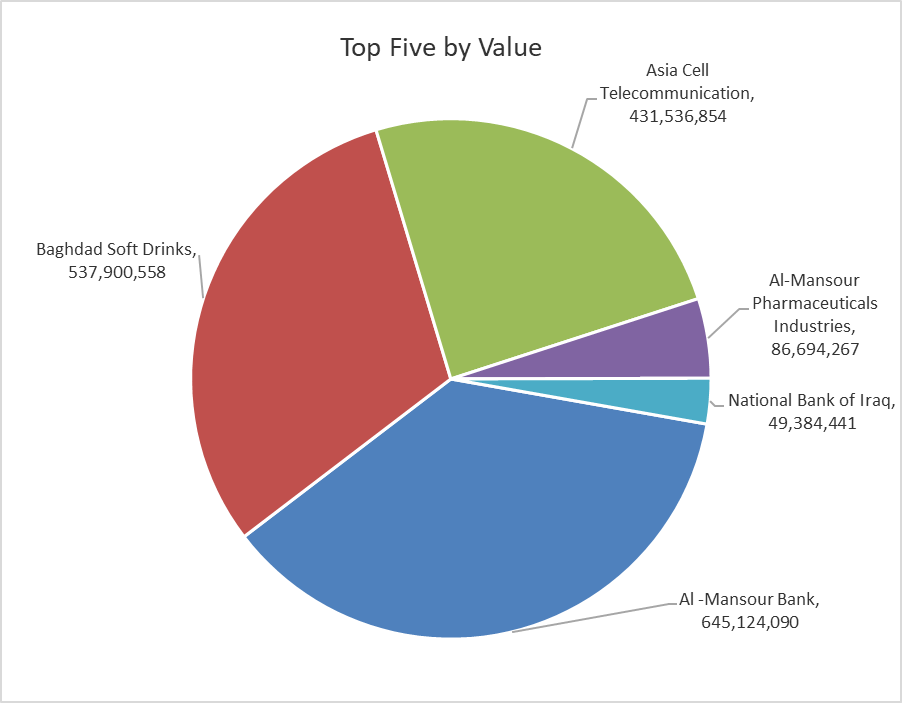 Top Five by Value
Asia Cell
Telecommunication,
431,536,854
Baghdad Soft Drinks,
537,900,558
Al-Mansour
Pharmaceuticals
Industries,
86,694,267
National Bank of Iraq,
49,384,441
Al -Mansour Bank,
645,124,090